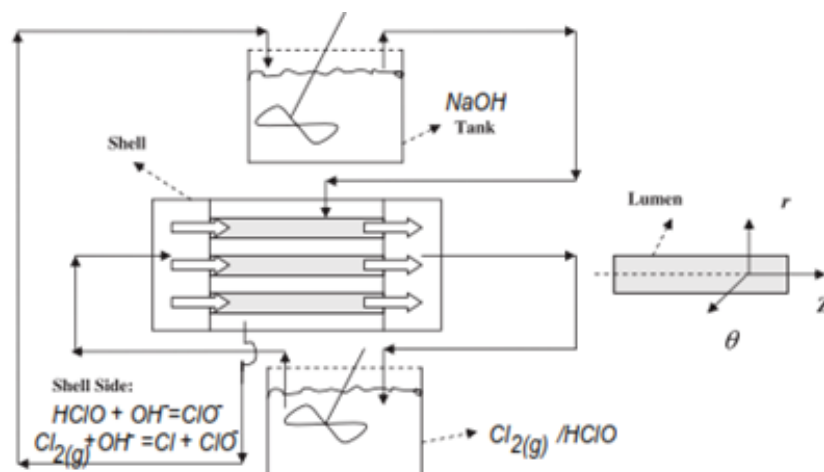 NaOH
Tank
Shell
Lumen
r
Z
θ
Shell Side:
HClO + OH⁻=ClO⁻
Cl₂(g)+OH⁻ =Cl + ClO⁻
Cl₂(g) /HClO